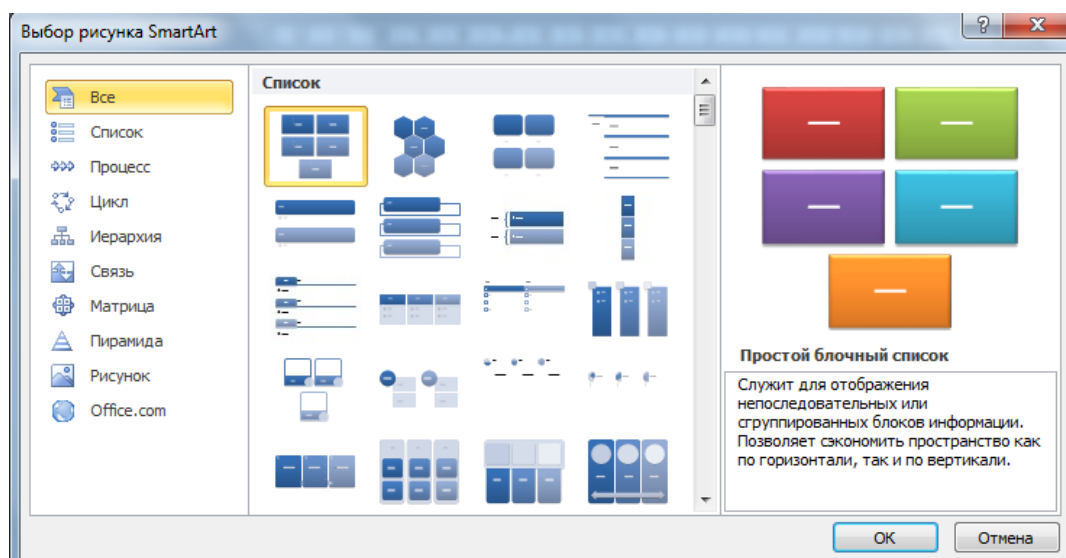 Выбор рисунка SmartArt
Все
Список
Процесс
Цикл
Иерархия
Связь
Матрица
Пирамида
Рисунок
Office.com
Список
Простой блочный список
Служит для отображения
непоследовательных или
сгруппированных блоков информации.
Позволяет сэкономить пространство как
по горизонтали, так и по вертикали.
ОК
Отмена